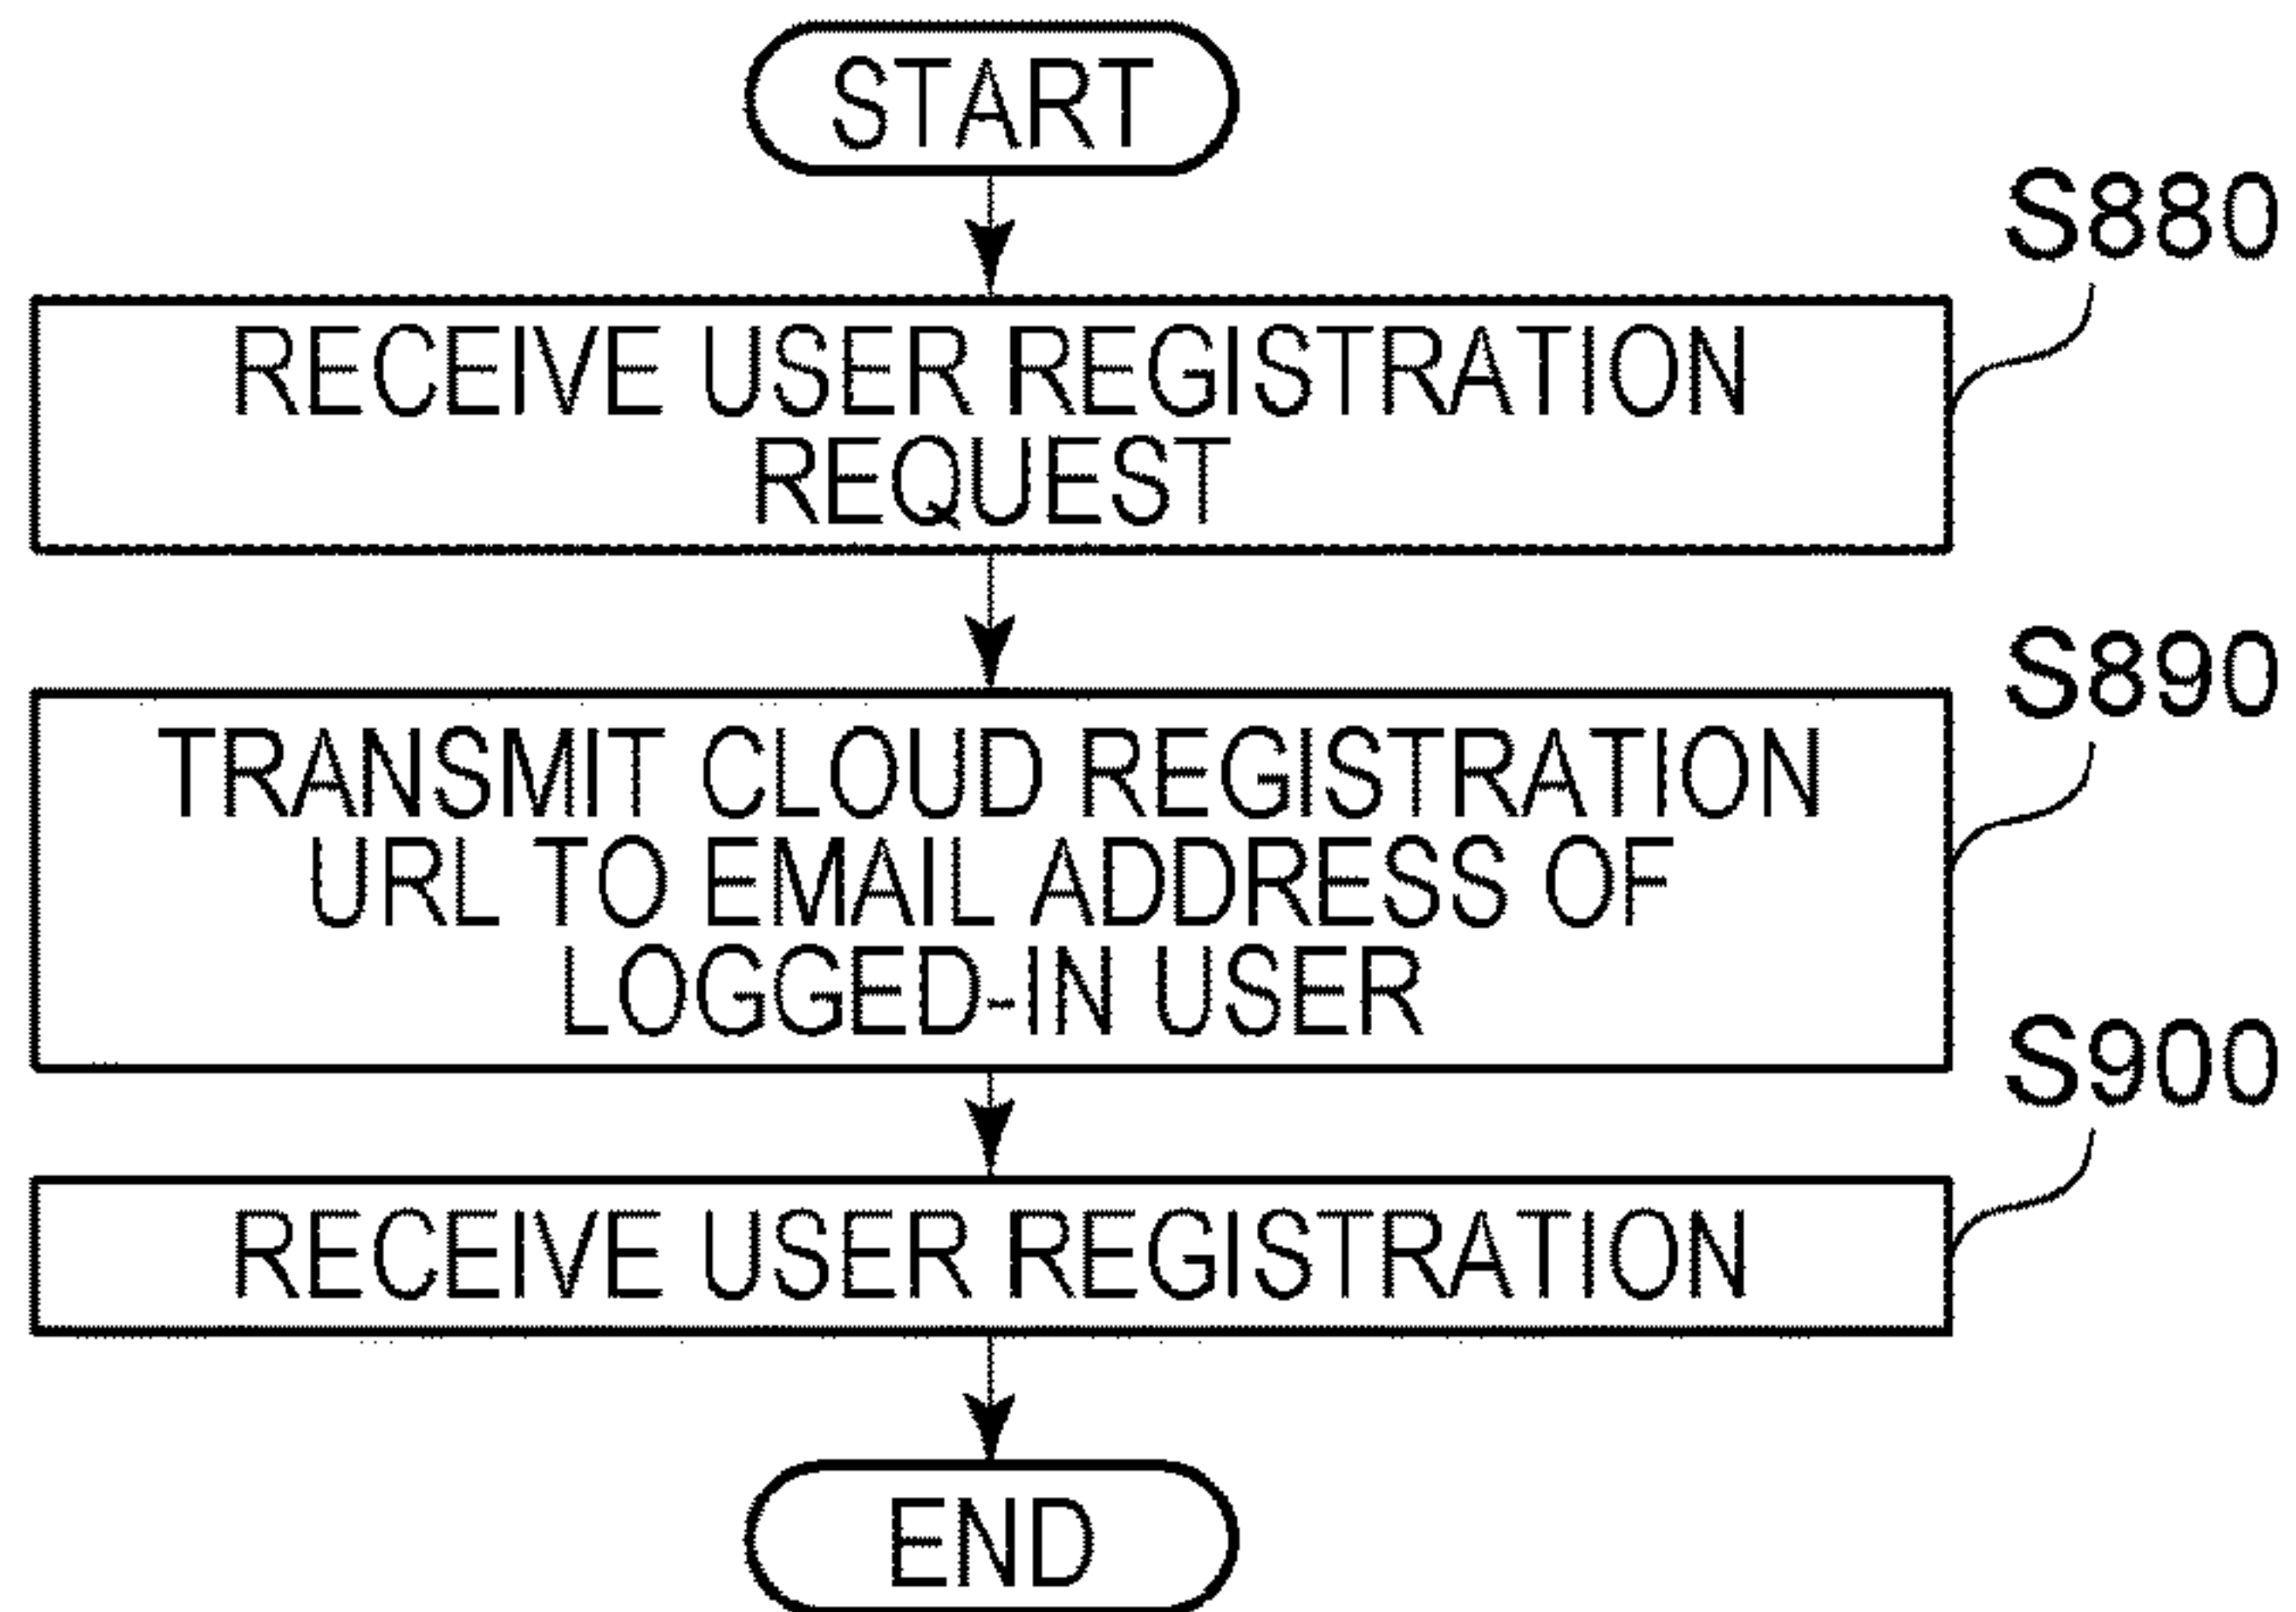 START
S880
RECEIVE USER REGISTRATION
REQUEST
S890
TRANSMIT CLOUD REGISTRATION
URL TO EMAIL ADDRESS OF
LOGGED-IN USER
S900
RECEIVE USER REGISTRATION
END